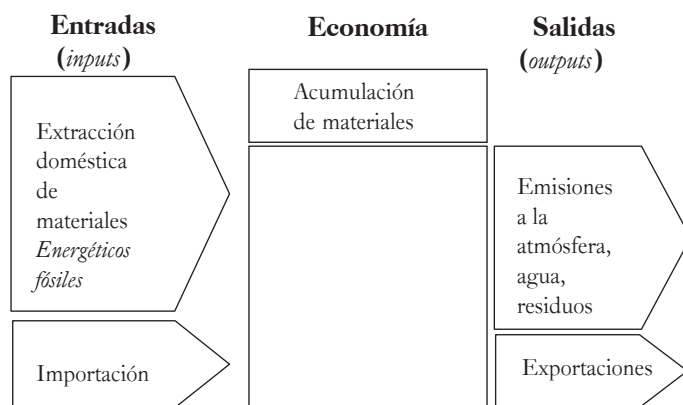 Entradas
(inputs)
Economía
Salidas
(outputs)
Extracción
doméstica
de
materiales
Energéticos
fósiles
Importación
Acumulación
de materiales
Emisiones
a la
atmósfera,
agua,
residuos
Exportaciones